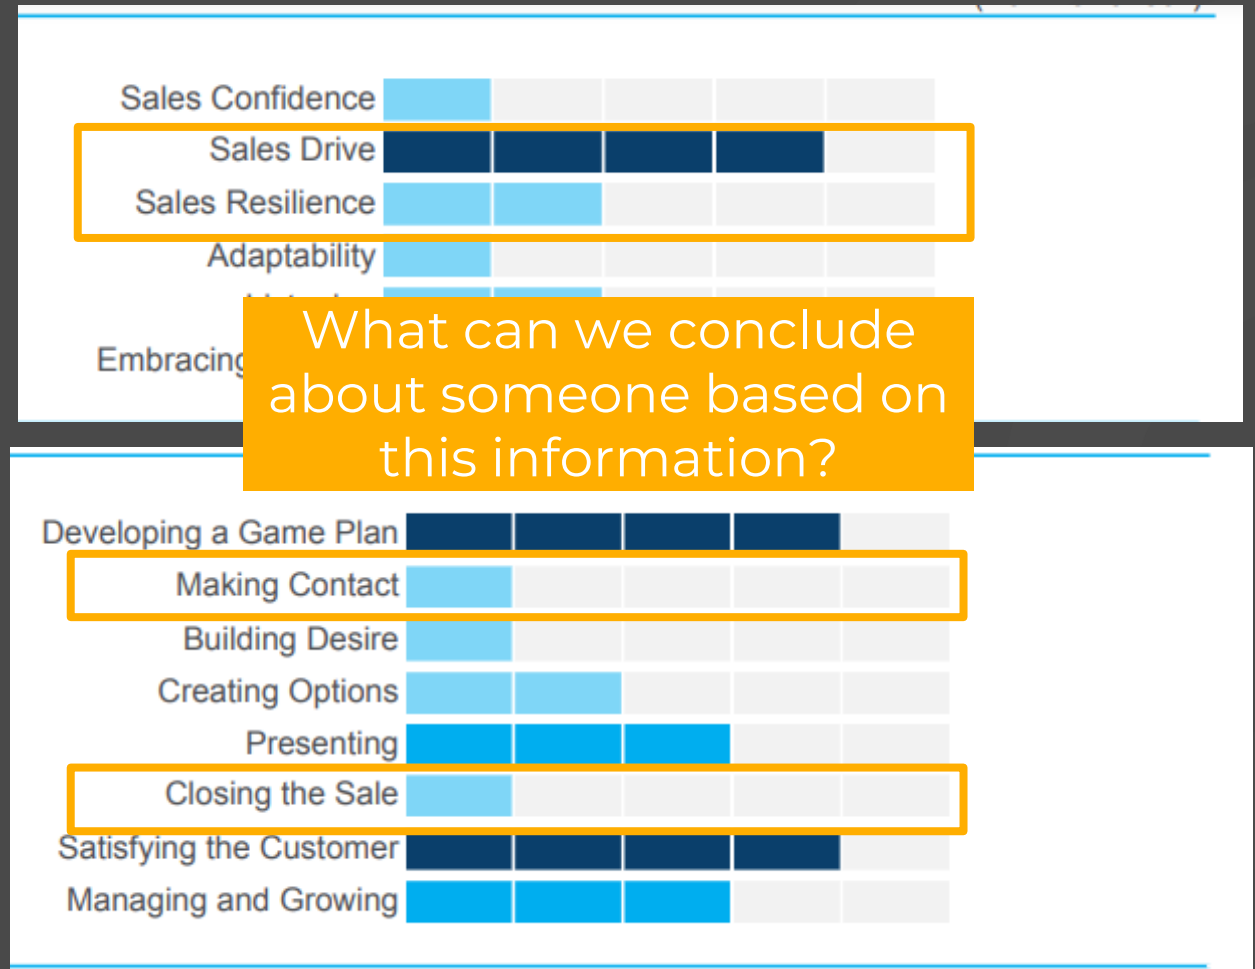 Sales Confidence
Sales Drive
Sales Resilience
Adaptability
Embracing
What can we conclude
about someone based on
this information?
Developing a Game Plan
Making Contact
Building Desire
Creating Options
Presenting
Closing the Sale
Satisfying the Customer
Managing and Growing